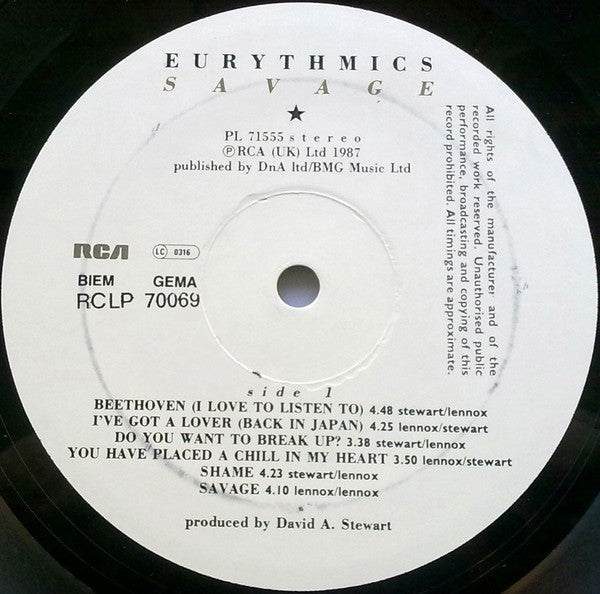 EURYTHMICS
SAVAGE
★
PL 71555 stereo
℗RCA (UK) Ltd 1987
published by DnA ltd/BMG Music Ltd
All rights of the manufacturer and of the
recorded work reserved. Unauthorised public
performance, broadcasting and copying of this
record prohibited. All timings are approximate.
RCA
LC 0316
BIEM GEMA
RCLP 70069
side 1
BEETHOVEN (I LOVE TO LISTEN TO) 4.48 stewart/lennox
I'VE GOT A LOVER (BACK IN JAPAN) 4.25 lennox/stewart
DO YOU WANT TO BREAK UP? 3.38 stewart/lennox
YOU HAVE PLACED A CHILL IN MY HEART 3.50 lennox/stewart
SHAME 4.23 stewart/lennox
SAVAGE 4.10 lennox/lennox
produced by David A. Stewart